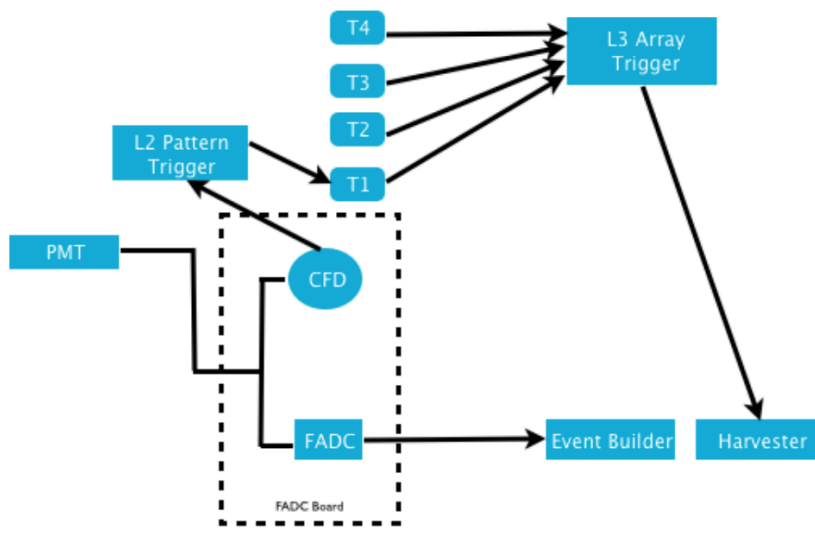 T4
L3 Array
Trigger
T3
T2
L2 Pattern
Trigger
T1
PMT
CFD
FADC
Event Builder
Harvester
FADC Board